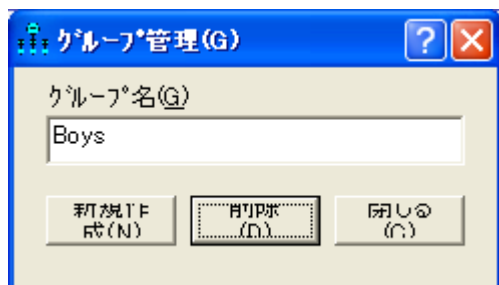 ｸﾞﾙｰﾌﾟ管理(G)
ｸﾞﾙｰﾌﾟ名(G)
Boys
新規作
成(N)
削除
(D)
閉じる
(C)